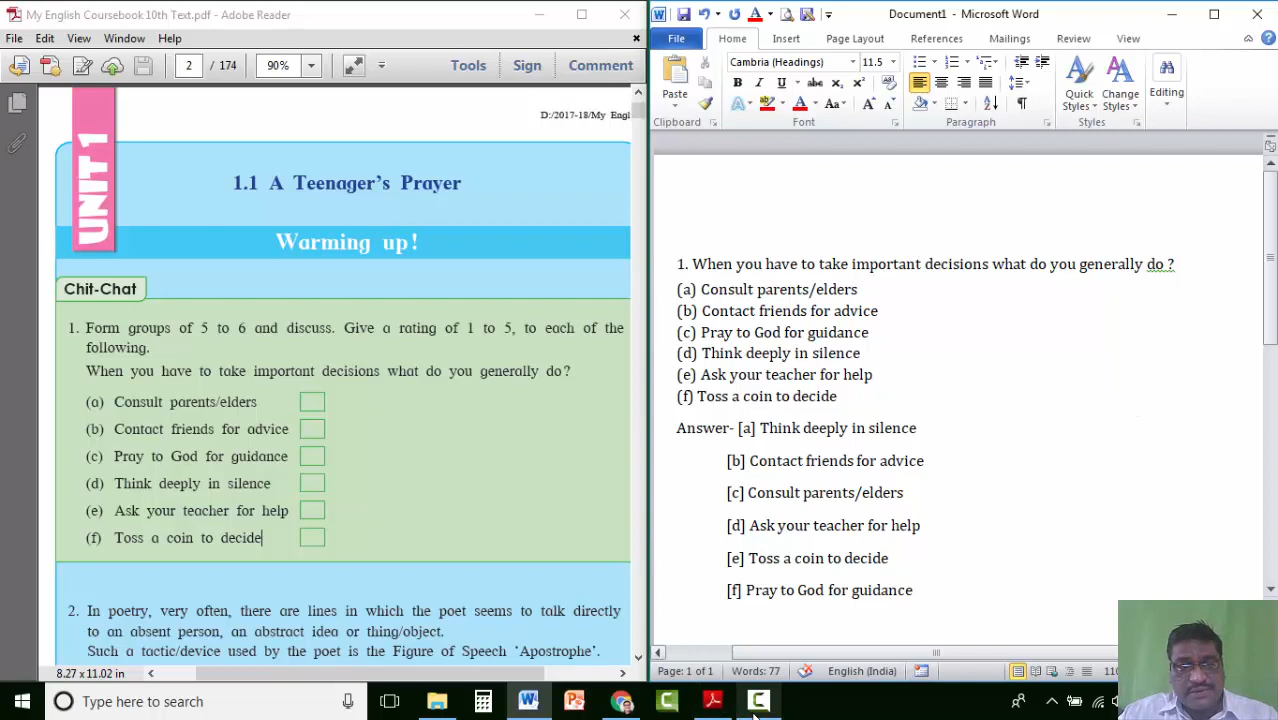 My English Coursebook 10th Text.pdf - Adobe Reader
File Edit View Window Help
2 / 174 90% Tools Sign Comment
D:/2017-18/My Engl
UNIT 1
1.1 A Teenager's Prayer
Warming up!
Chit-Chat
1. Form groups of 5 to 6 and discuss. Give a rating of 1 to 5, to each of the
following.
When you have to take important decisions what do you generally do?
(a) Consult parents/elders
(b) Contact friends for advice
(c) Pray to God for guidance
(d) Think deeply in silence
(e) Ask your teacher for help
(f) Toss a coin to decide
2. In poetry, very often, there are lines in which the poet seems to talk directly
to an absent person, an abstract idea or thing/object.
Such a tactic/device used by the poet is the Figure of Speech 'Apostrophe'.
8.27 x 11.02 in
Document1 - Microsoft Word
File Home Insert Page Layout References Mailings Review View
Cambria (Headings) 11.5
Paste
Quick Styles
Change Styles
Editing
Clipboard Font Paragraph Styles
1. When you have to take important decisions what do you generally do ?
(a) Consult parents/elders
(b) Contact friends for advice
(c) Pray to God for guidance
(d) Think deeply in silence
(e) Ask your teacher for help
(f) Toss a coin to decide
Answer- [a] Think deeply in silence
[b] Contact friends for advice
[c] Consult parents/elders
[d] Ask your teacher for help
[e] Toss a coin to decide
[f] Pray to God for guidance
Page: 1 of 1 Words: 77 English (India)
Type here to search